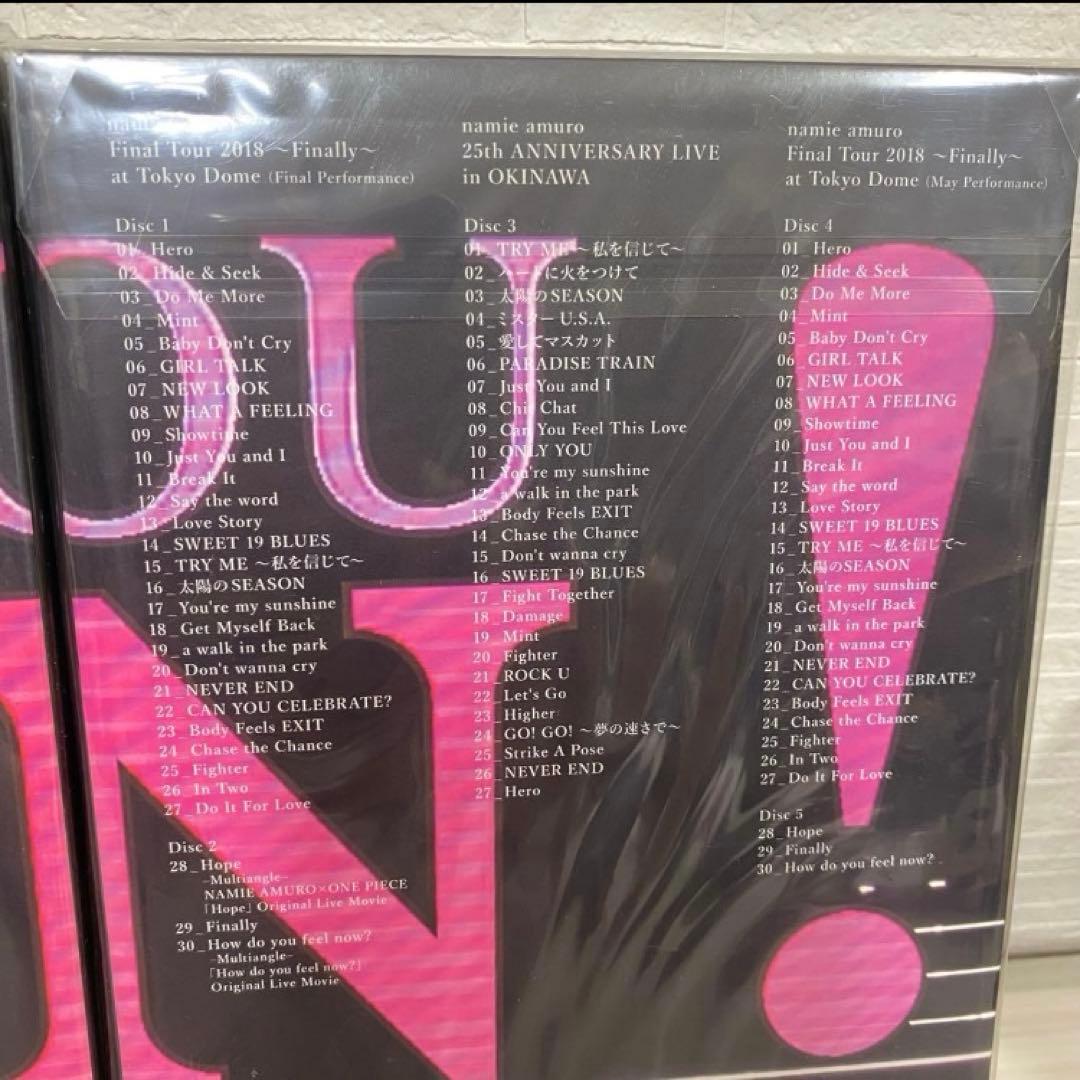 Final Tour 2018 ～Finally～
at Tokyo Dome (Final Performance)
Disc 1
01_Hero
02_Hide & Seek
03_Do Me More
04_Mint
05_Baby Don't Cry
06_GIRL TALK
07_NEW LOOK
08_WHAT A FEELING
09_Showtime
10_Just You and I
11_Break It
12_Say the word
13_Love Story
14_SWEET 19 BLUES
15_TRY ME ～私を信じて～
16_太陽のSEASON
17_You're my sunshine
18_Get Myself Back
19_a walk in the park
20_Don't wanna cry
21_NEVER END
22_CAN YOU CELEBRATE?
23_Body Feels EXIT
24_Chase the Chance
25_Fighter
26_In Two
27_Do It For Love
Disc 2
28_Hope
–Multiangle–
NAMIE AMURO×ONE PIECE
「Hope」Original Live Movie
29_Finally
30_How do you feel now?
–Multiangle–
「How do you feel now?」
Original Live Movie
namie amuro
25th ANNIVERSARY LIVE
in OKINAWA
Disc 3
01_TRY ME ～私を信じて～
02_ハートに火をつけて
03_太陽のSEASON
04_ミスターU.S.A.
05_愛してマスカット
06_PARADISE TRAIN
07_Just You and I
08_Chit Chat
09_Can You Feel This Love
10_ONLY YOU
11_You're my sunshine
12_a walk in the park
13_Body Feels EXIT
14_Chase the Chance
15_Don't wanna cry
16_SWEET 19 BLUES
17_Fight Together
18_Damage
19_Mint
20_Fighter
21_ROCK U
22_Let's Go
23_Higher
24_GO! GO! ～夢の速さで～
25_Strike A Pose
26_NEVER END
27_Hero
namie amuro
Final Tour 2018 ～Finally～
at Tokyo Dome (May Performance)
Disc 4
01_Hero
02_Hide & Seek
03_Do Me More
04_Mint
05_Baby Don't Cry
06_GIRL TALK
07_NEW LOOK
08_WHAT A FEELING
09_Showtime
10_Just You and I
11_Break It
12_Say the word
13_Love Story
14_SWEET 19 BLUES
15_TRY ME ～私を信じて～
16_太陽のSEASON
17_You're my sunshine
18_Get Myself Back
19_a walk in the park
20_Don't wanna cry
21_NEVER END
22_CAN YOU CELEBRATE?
23_Body Feels EXIT
24_Chase the Chance
25_Fighter
26_In Two
27_Do It For Love
Disc 5
28_Hope
29_Finally
30_How do you feel now?